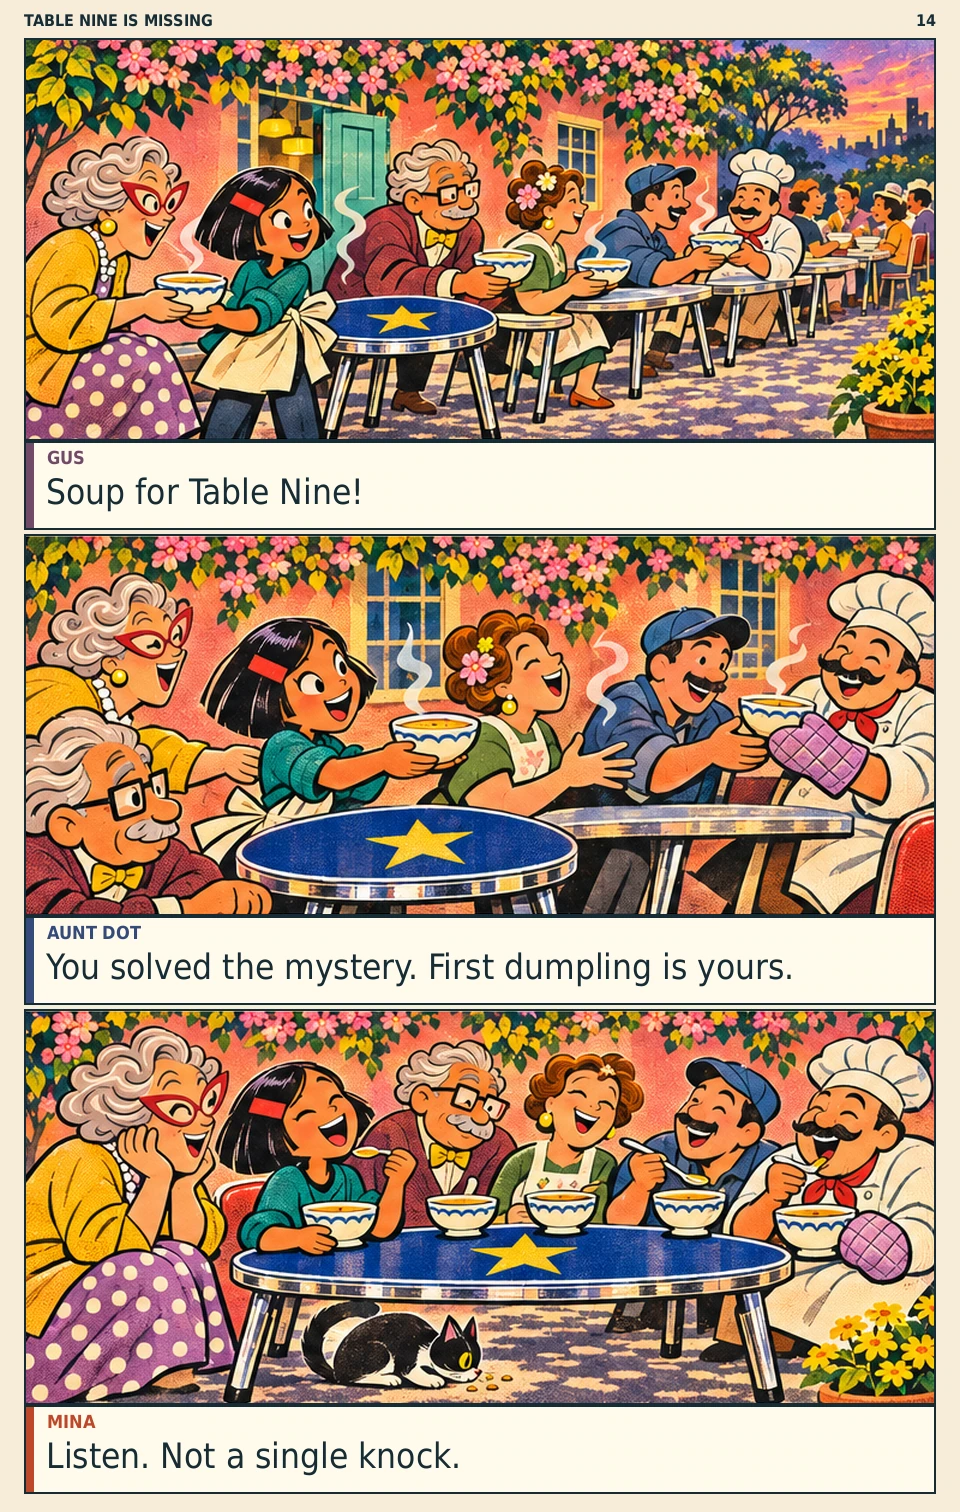 TABLE NINE IS MISSING
14
GUS
Soup for Table Nine!
AUNT DOT
You solved the mystery. First dumpling is yours.
MINA
Listen. Not a single knock.